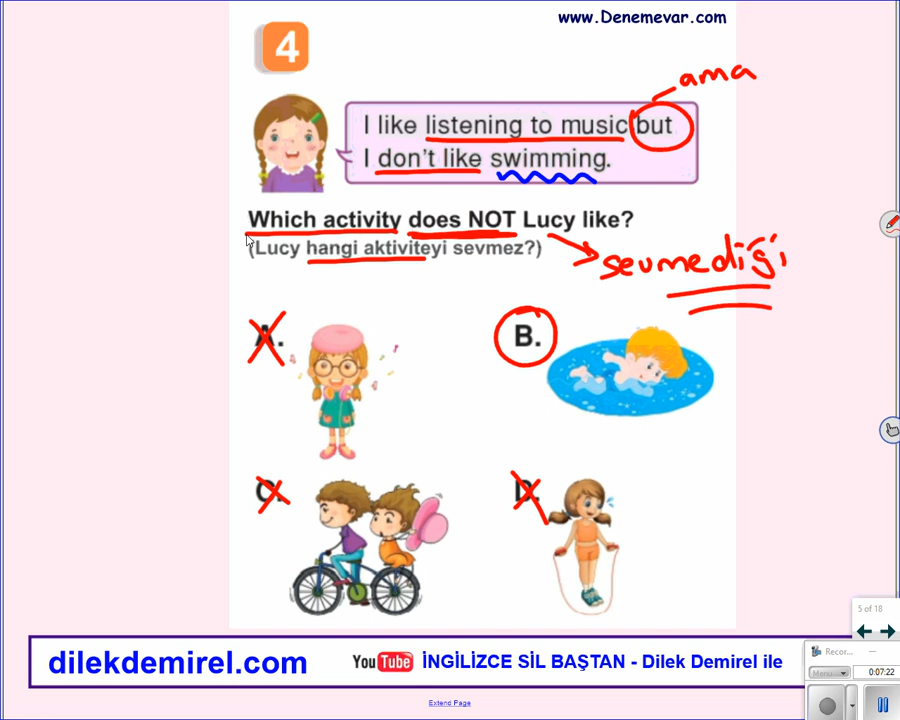 www.Denemevar.com
4
ama
I like listening to music but
I don't like swimming.
Which activity does NOT Lucy like?
(Lucy hangi aktiviteyi sevmez?)
sevmediği
A.
B.
C.
D.
5 of 18
dilekdemirel.com
YouTube İNGİLİZCE SİL BAŞTAN - Dilek Demirel ile
Recor...
Menu
0:07:22
Extend Page